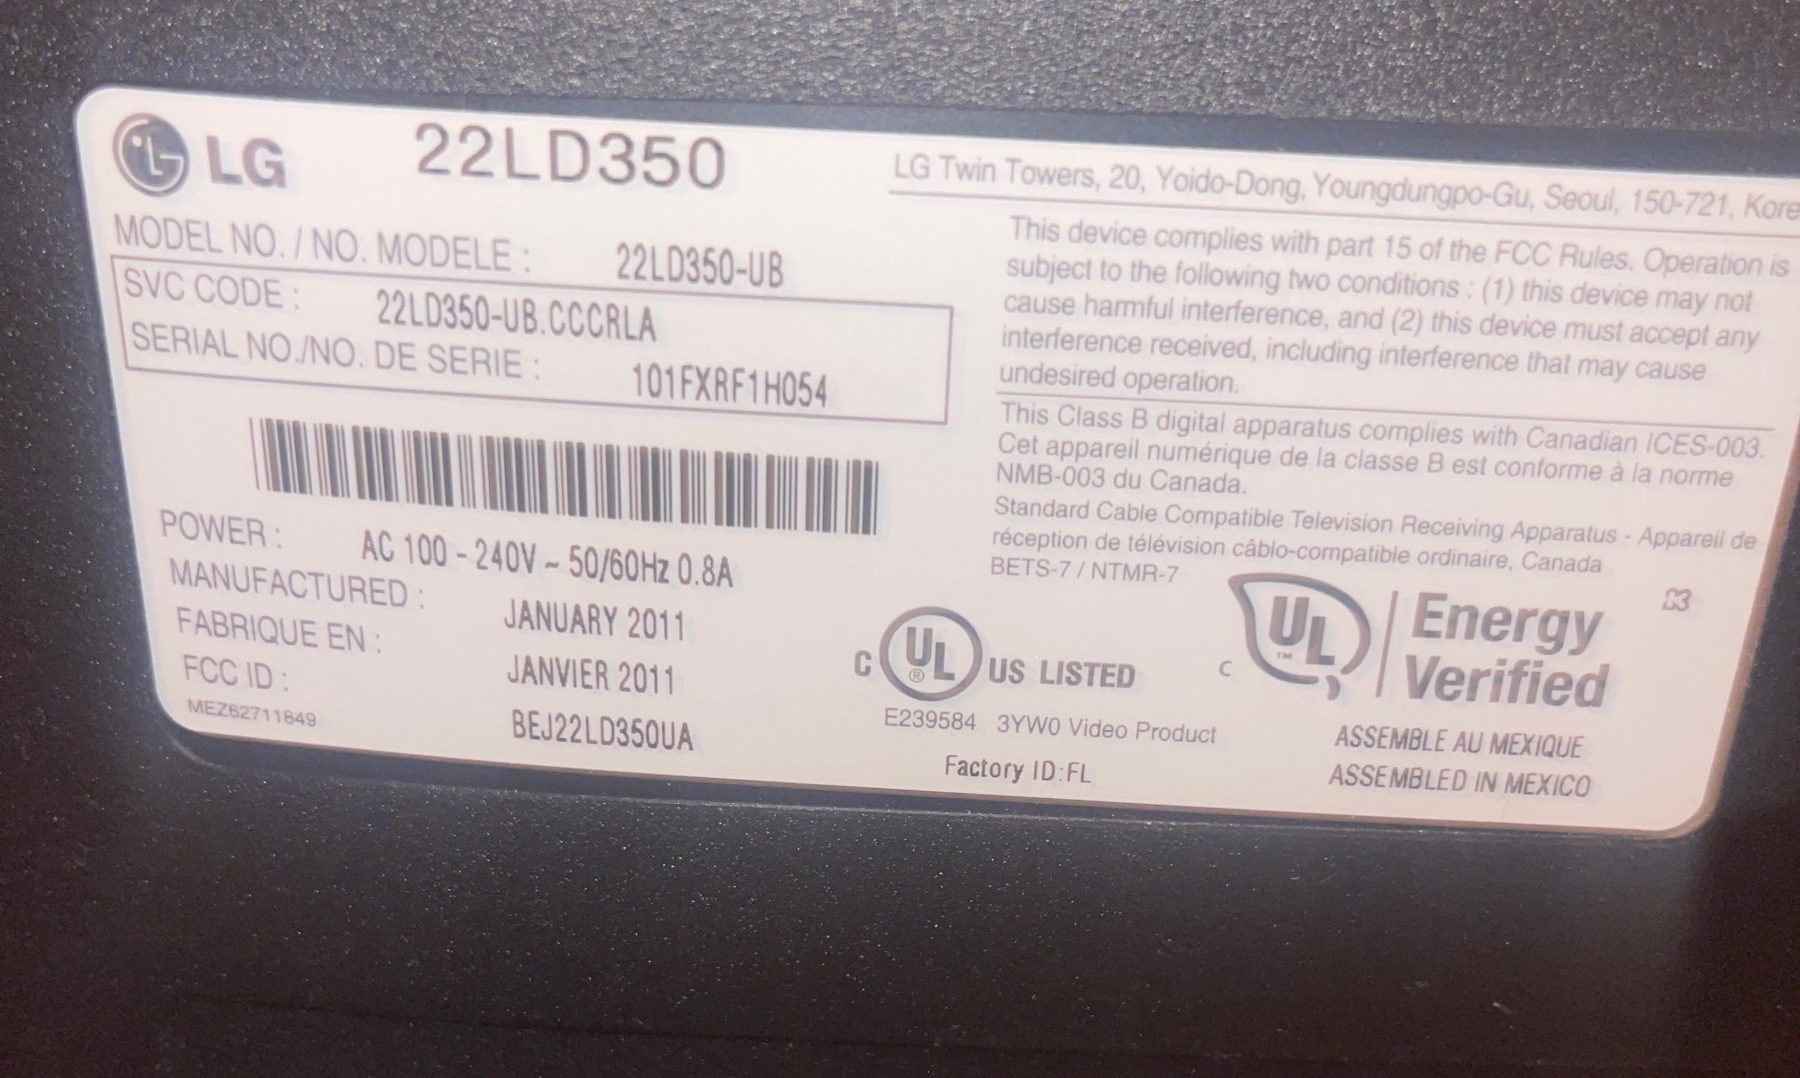 LG 22LD350
LG Twin Towers, 20, Yoido-Dong, Youngdungpo-Gu, Seoul, 150-721, Kore
MODEL NO. / NO. MODELE : 22LD350-UB
SVC CODE : 22LD350-UB.CCCRLA
SERIAL NO./NO. DE SERIE : 101FXRF1H054
POWER : AC 100 - 240V ~ 50/60Hz 0.8A
MANUFACTURED : JANUARY 2011
FABRIQUE EN : JANVIER 2011
FCC ID : BEJ22LD350UA
MEZ62711849
This device complies with part 15 of the FCC Rules. Operation is
subject to the following two conditions : (1) this device may not
cause harmful interference, and (2) this device must accept any
interference received, including interference that may cause
undesired operation.
This Class B digital apparatus complies with Canadian ICES-003.
Cet appareil numérique de la classe B est conforme à la norme
NMB-003 du Canada.
Standard Cable Compatible Television Receiving Apparatus - Appareil de
réception de télévision câblo-compatible ordinaire, Canada
BETS-7 / NTMR-7
C UL ® US LISTED
E239584 3YW0 Video Product
Factory ID:FL
C UL ™ Energy
Verified
ASSEMBLE AU MEXIQUE
ASSEMBLED IN MEXICO